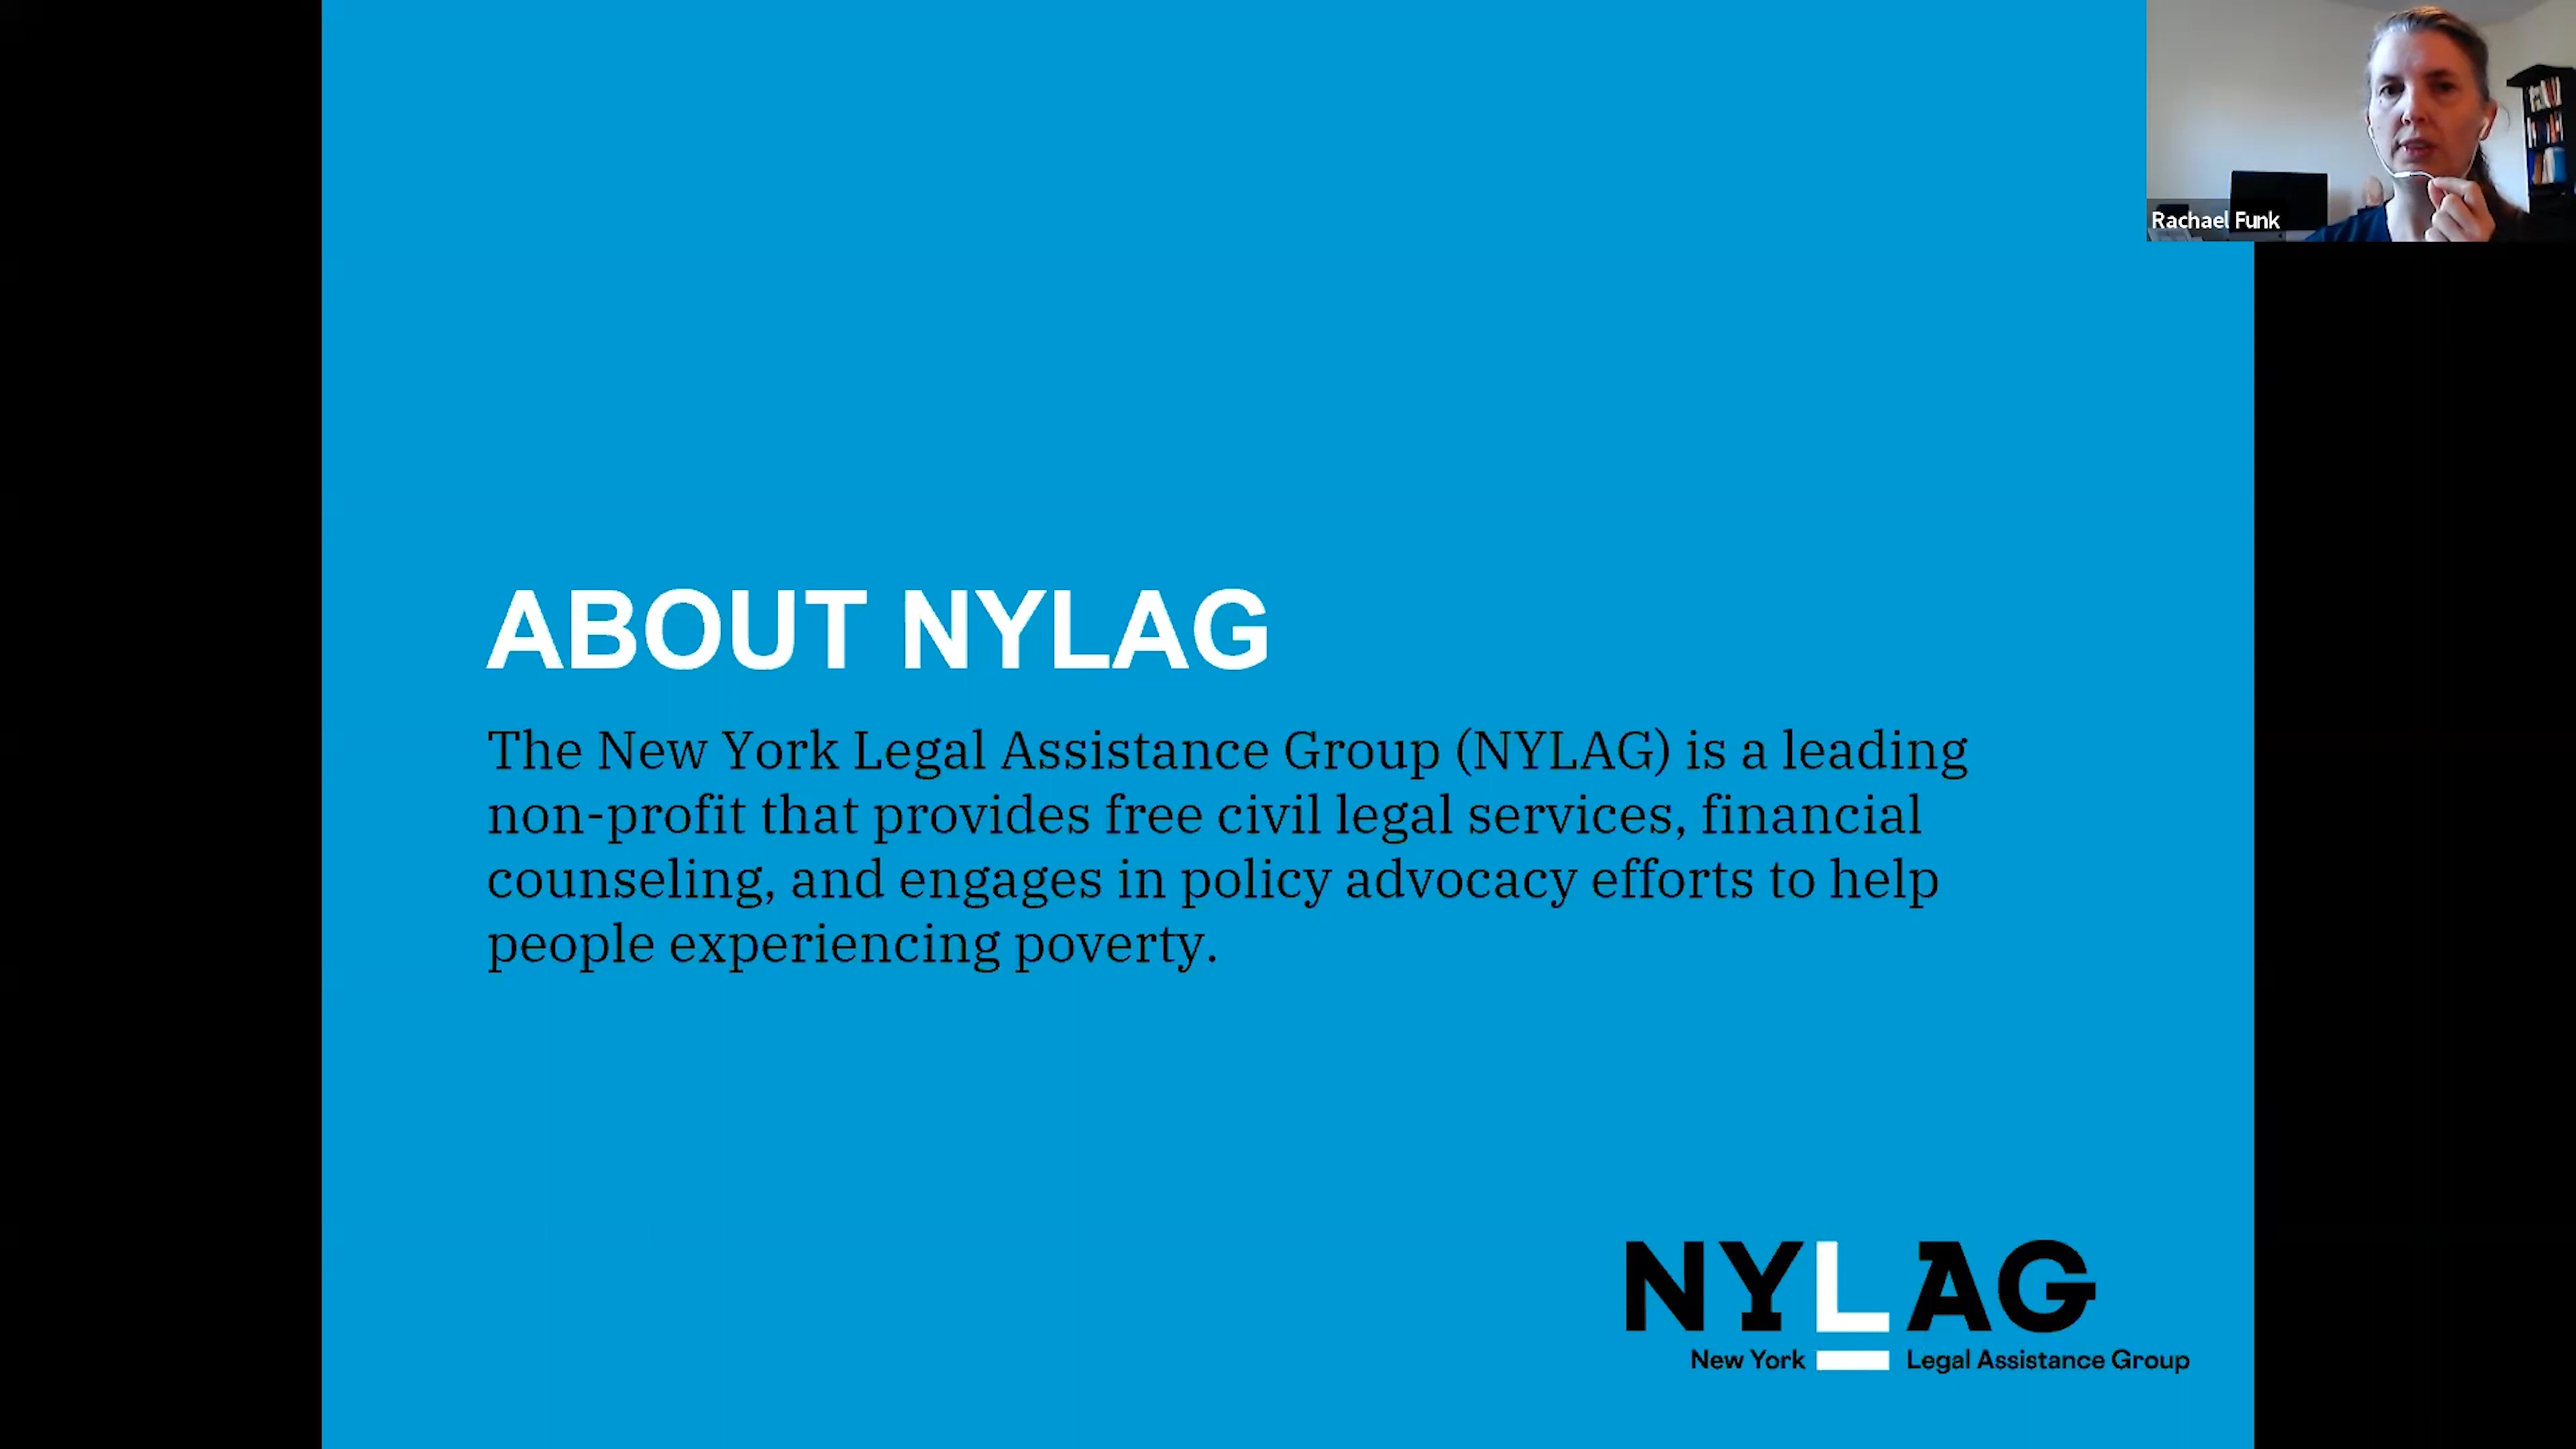 Rachael Funk
ABOUT NYLAG
The New York Legal Assistance Group (NYLAG) is a leading
non-profit that provides free civil legal services, financial
counseling, and engages in policy advocacy efforts to help
people experiencing poverty.
NYLAG
New York Legal Assistance Group